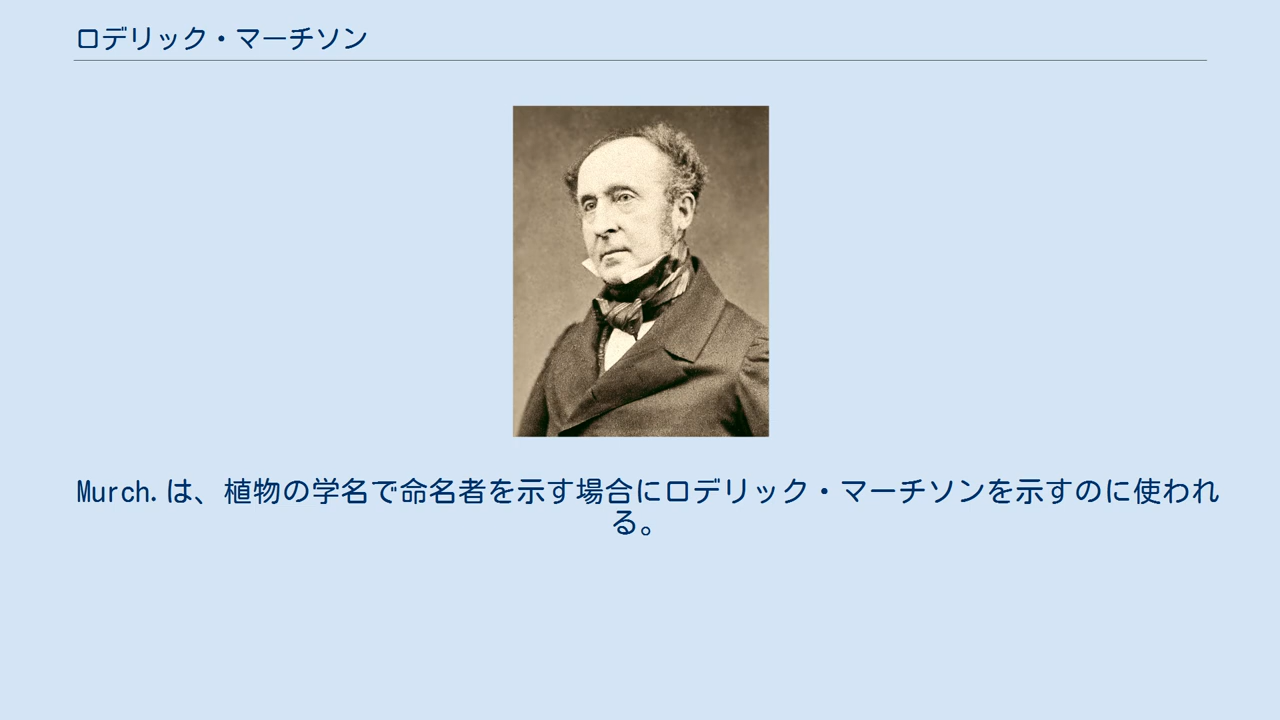 ロデリック・マーチソン
Murch.は、植物の学名で命名者を示す場合にロデリック・マーチソンを示すのに使われ
る。